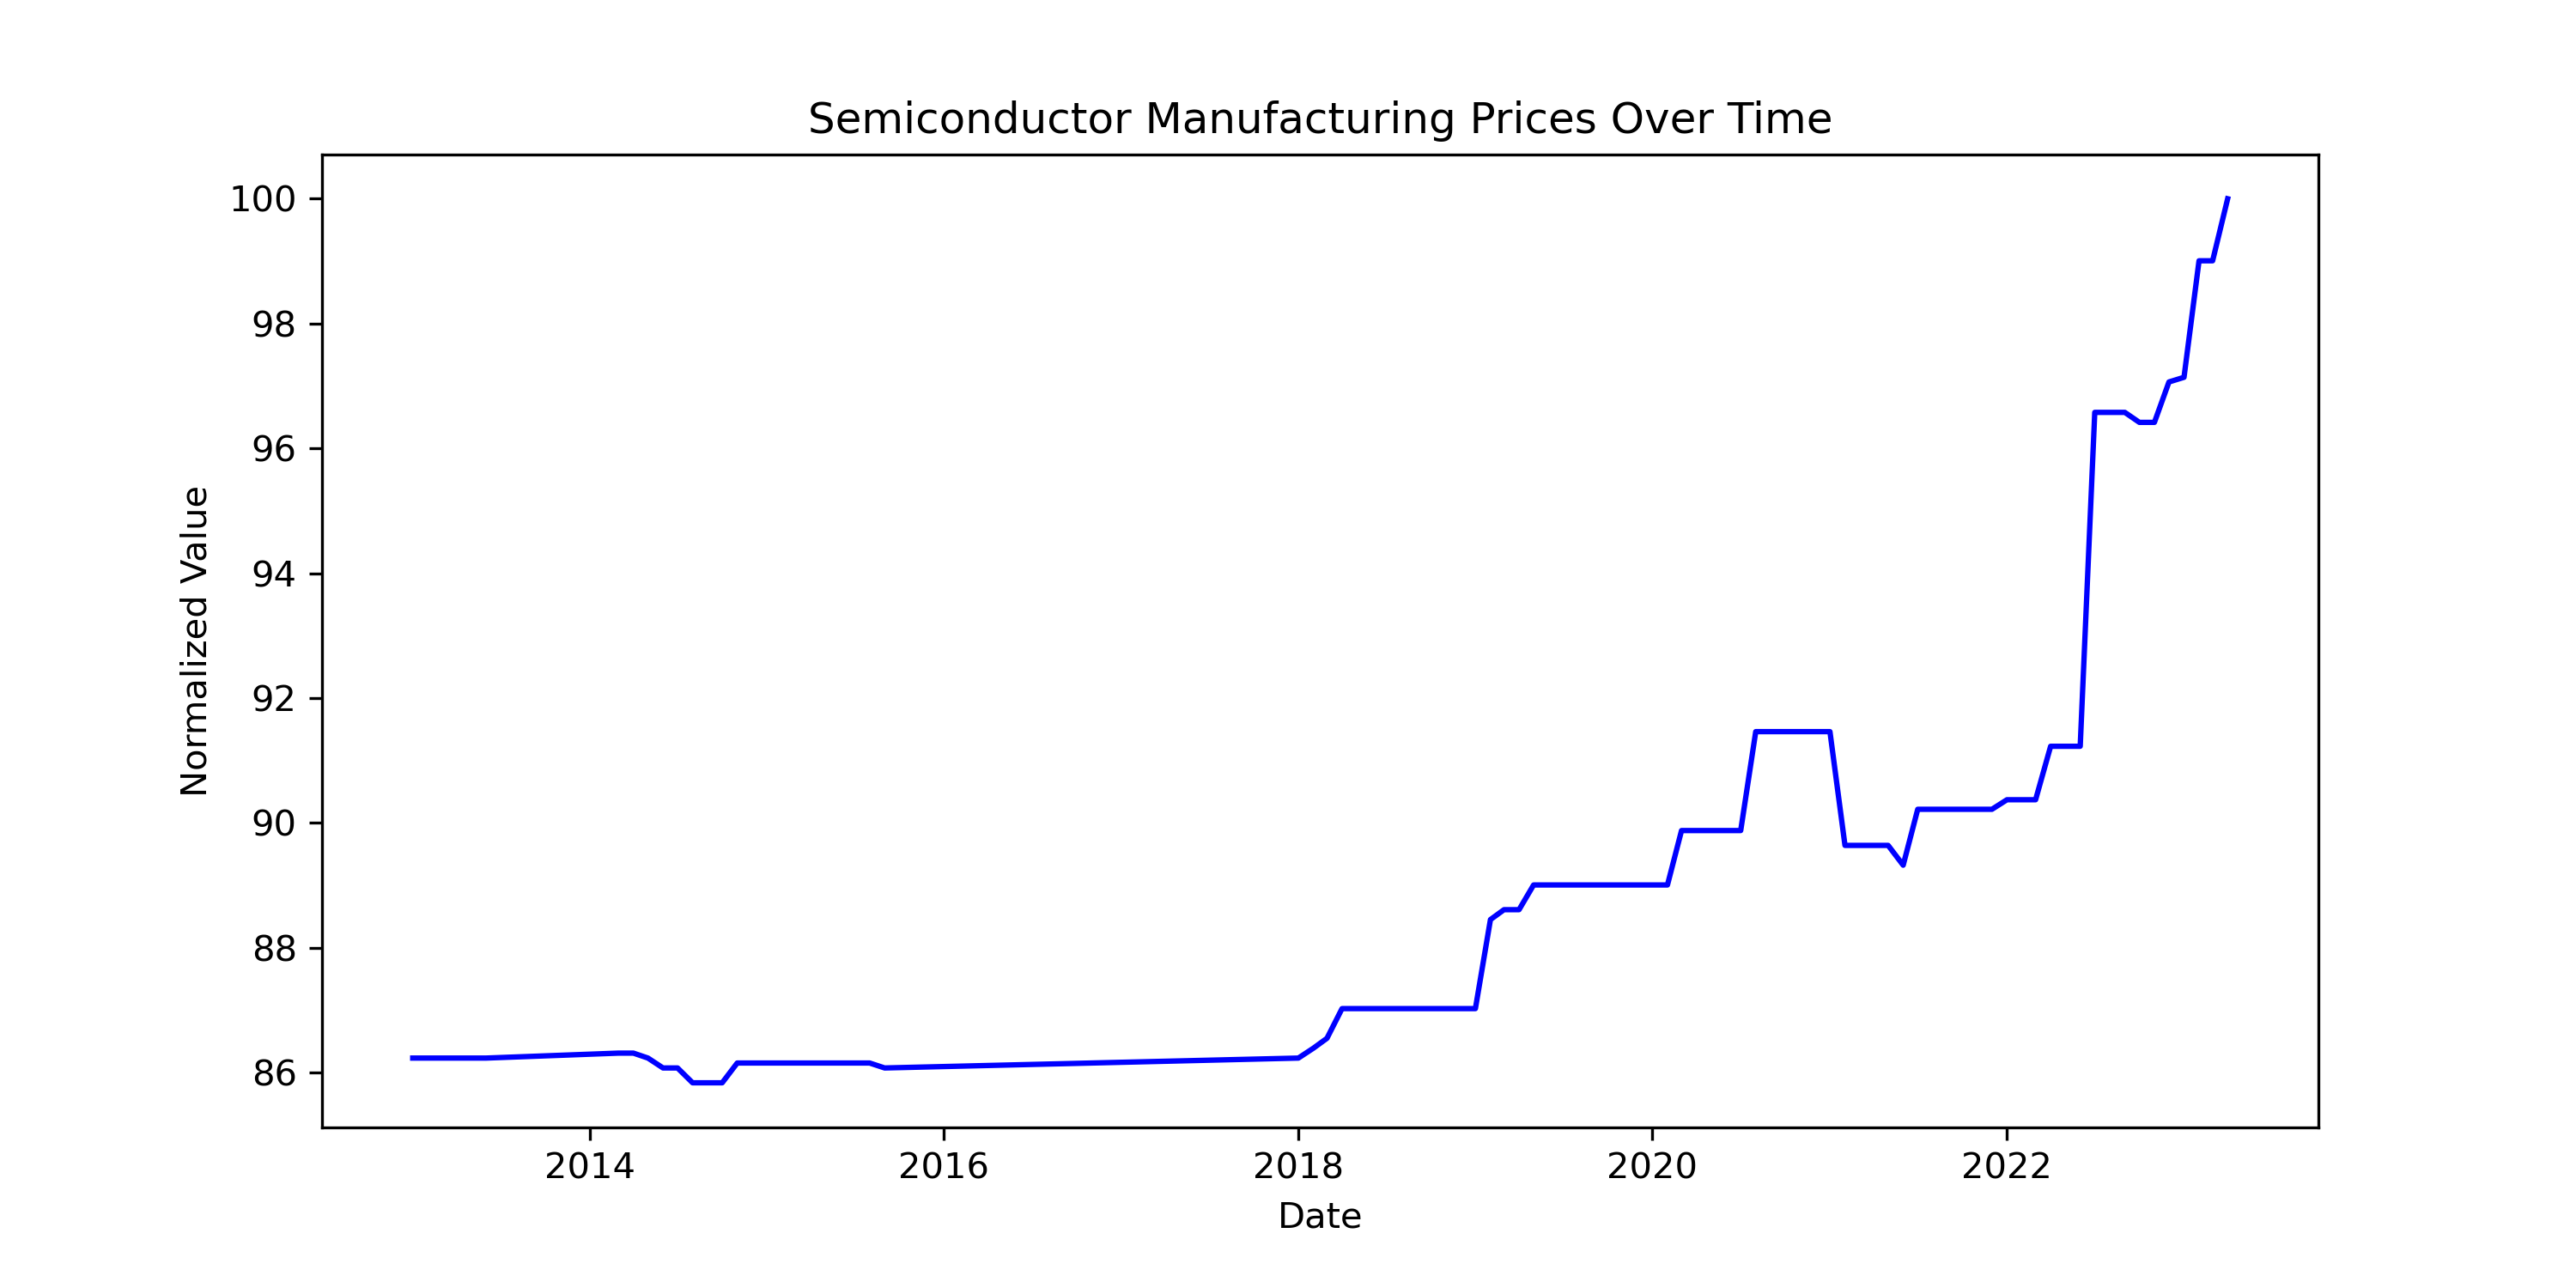 Semiconductor Manufacturing Prices Over Time
Normalized Value
100
98
96
94
92
90
88
86
2014 2016 2018 2020 2022
Date